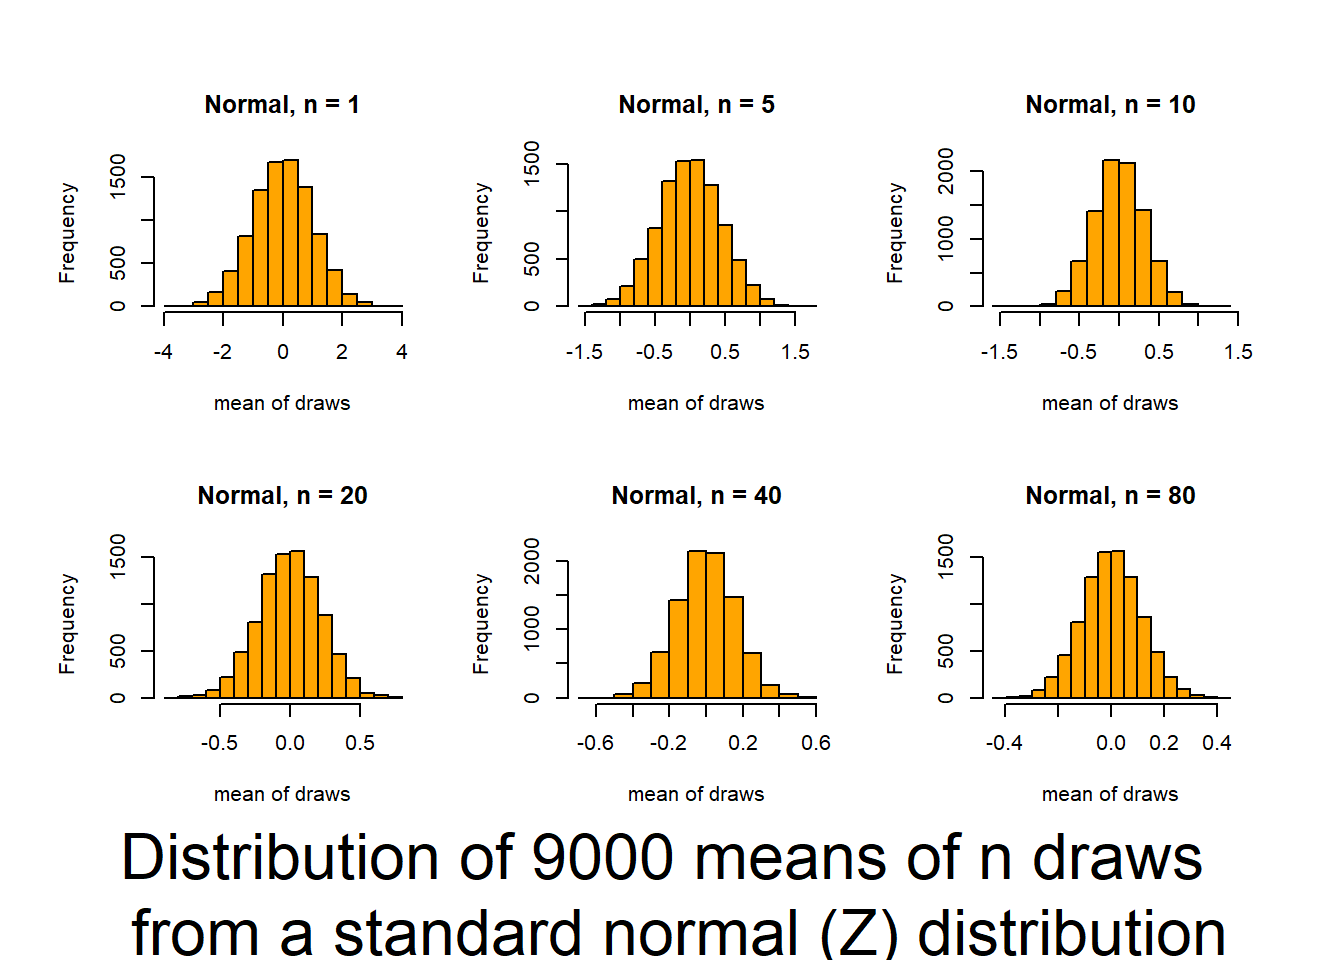 Normal, n = 1
Frequency
0 500 1500
-4 -2 0 2 4
mean of draws
Normal, n = 5
Frequency
0 500 1500
-1.5 -0.5 0.5 1.5
mean of draws
Normal, n = 10
Frequency
0 1000 2000
-1.5 -0.5 0.5 1.5
mean of draws
Normal, n = 20
Frequency
0 500 1500
-0.5 0.0 0.5
mean of draws
Normal, n = 40
Frequency
0 1000 2000
-0.6 -0.2 0.2 0.6
mean of draws
Normal, n = 80
Frequency
0 500 1500
-0.4 0.0 0.2 0.4
mean of draws
Distribution of 9000 means of n draws
from a standard normal (Z) distribution